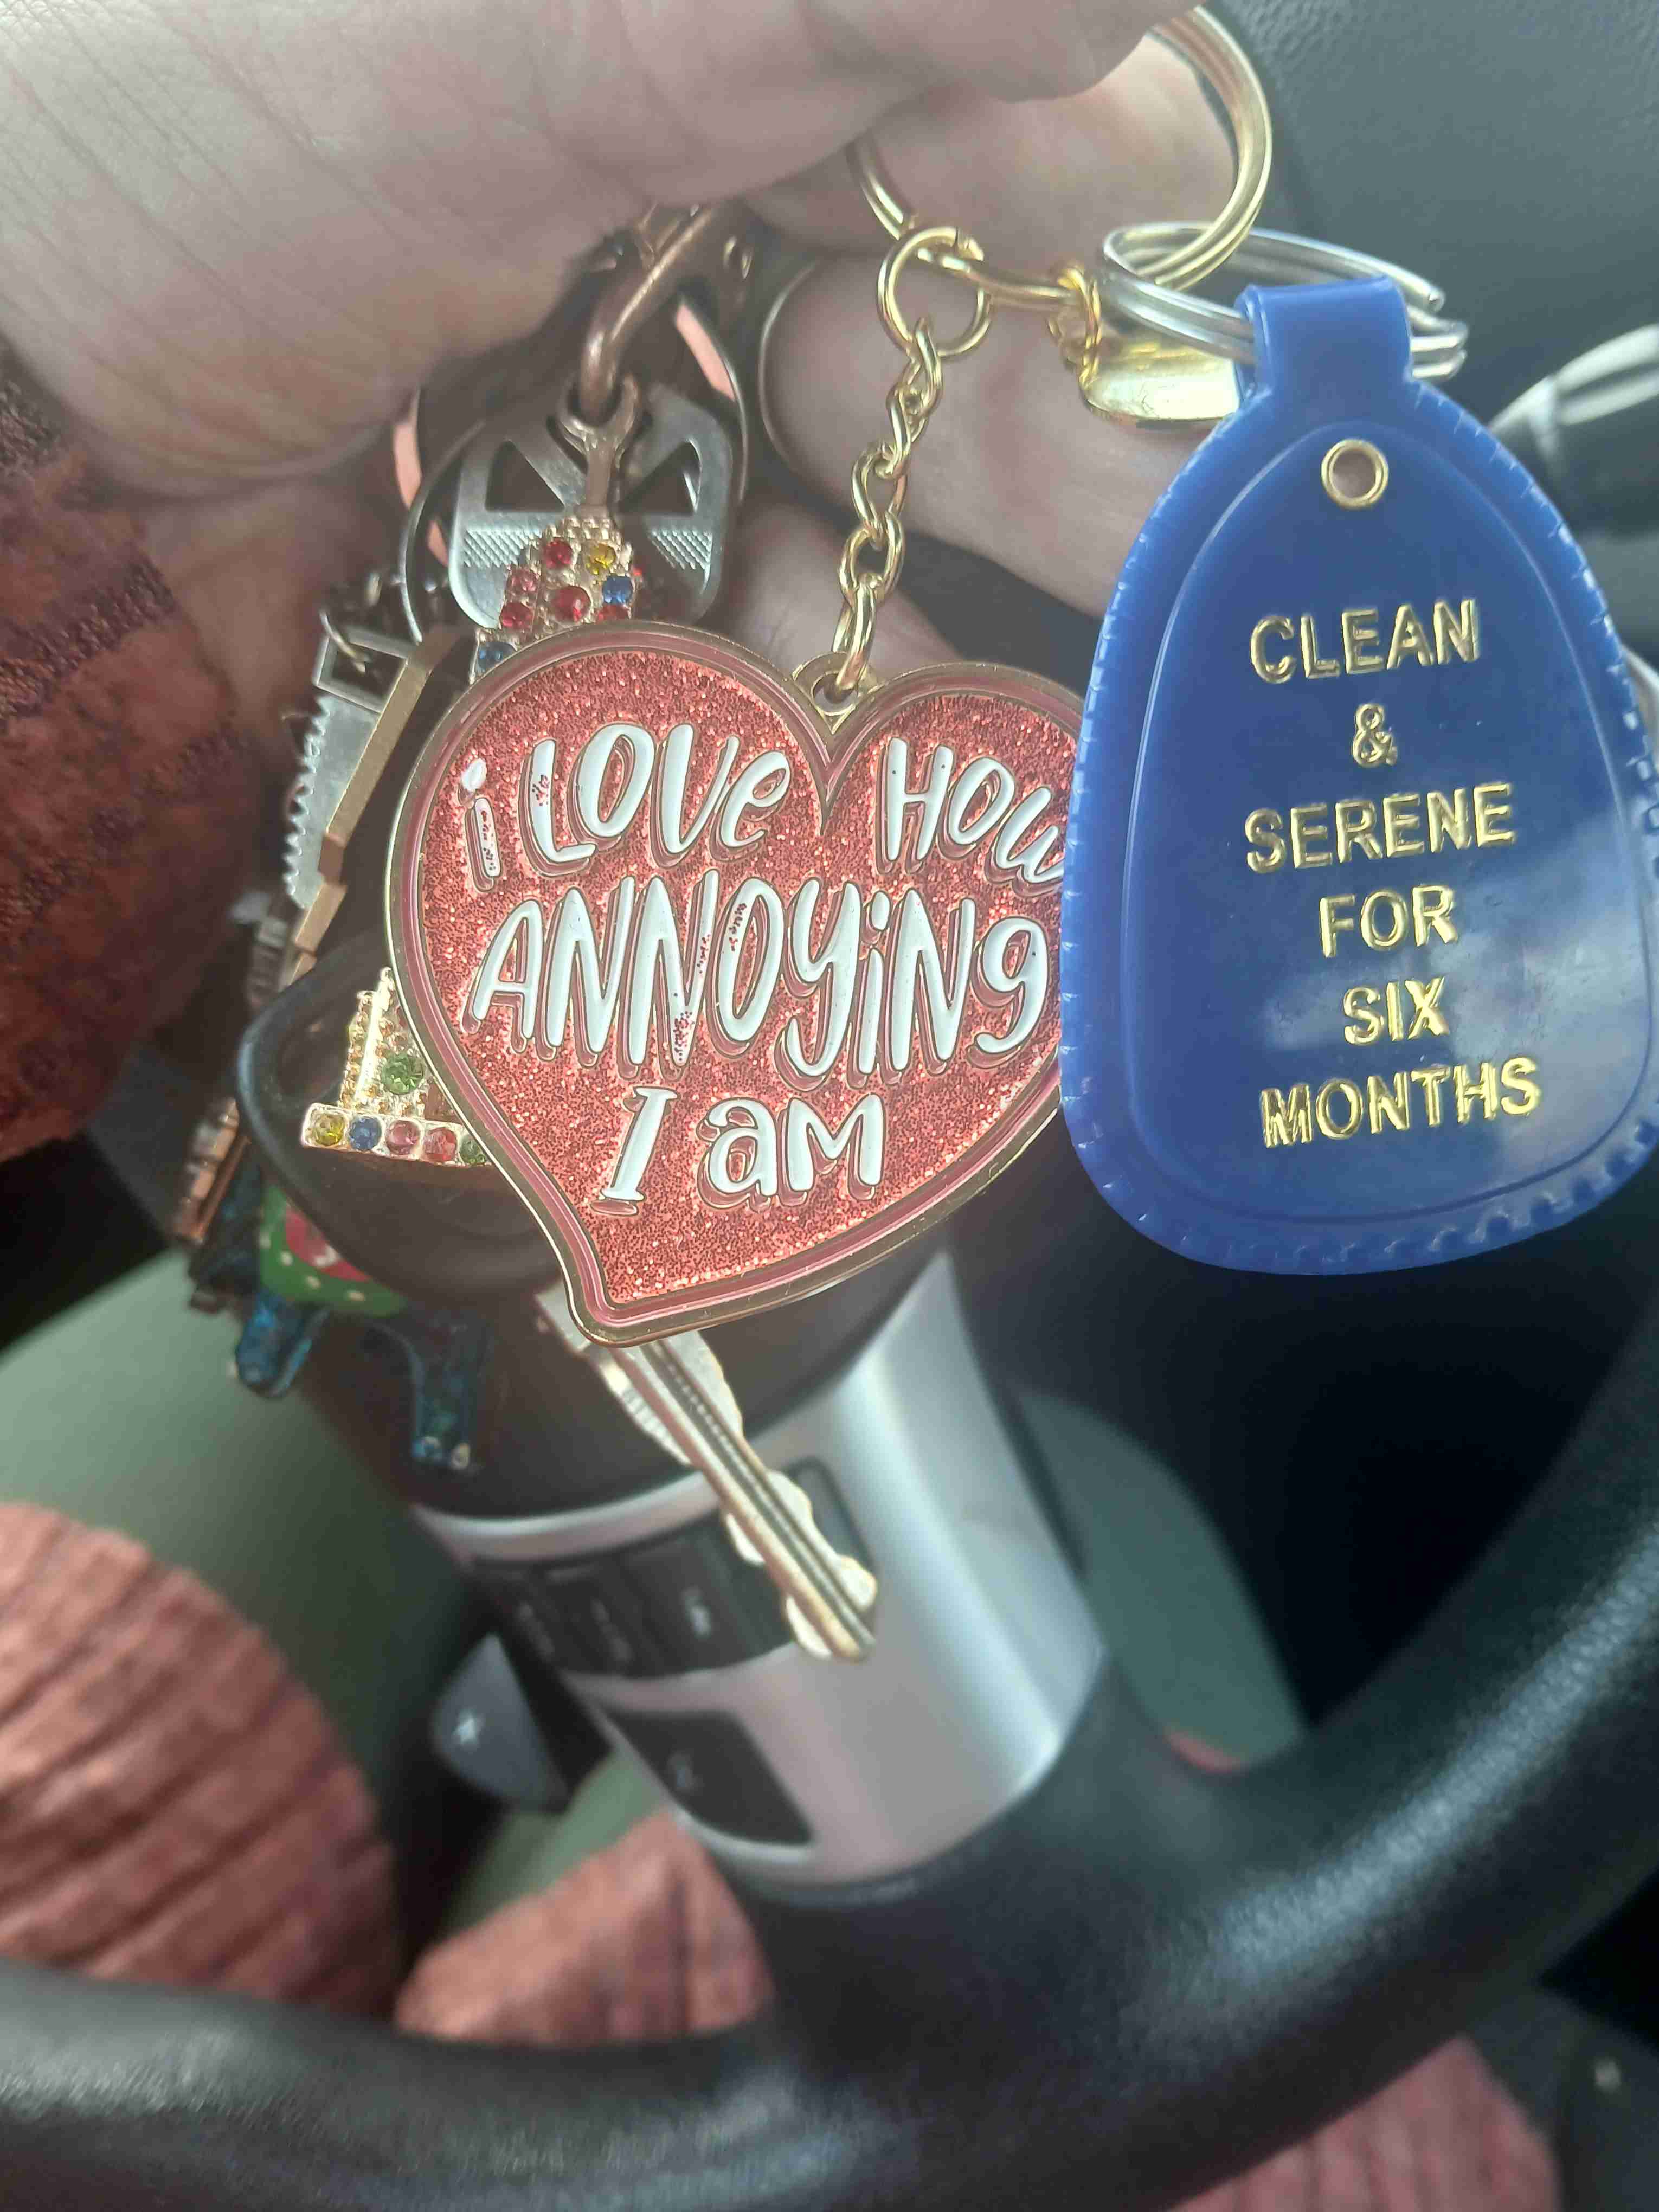 i LOVE HOW
ANNOYiNG
I aM
CLEAN
&
SERENE
FOR
SIX
MONTHS